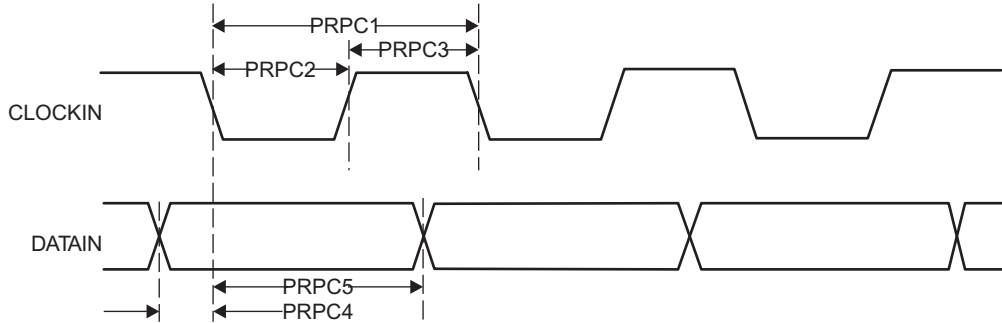 PRPC1
PRPC3
PRPC2
CLOCKIN
DATAIN
PRPC5
PRPC4